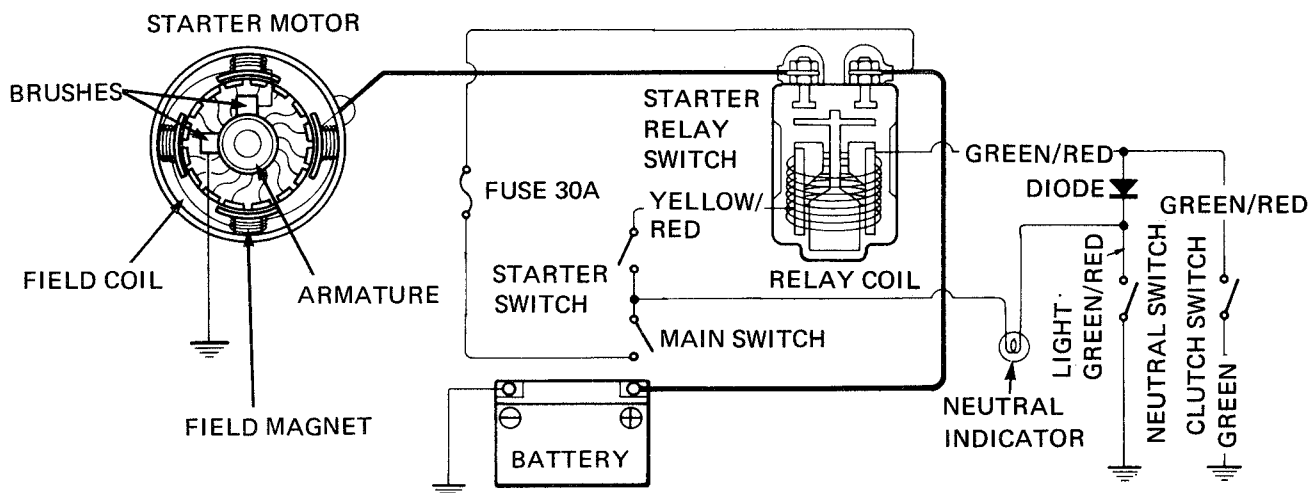 STARTER MOTOR
BRUSHES
FIELD COIL
ARMATURE
FIELD MAGNET
FUSE 30A
STARTER
RELAY
SWITCH
YELLOW/
RED
STARTER
SWITCH
MAIN SWITCH
BATTERY
RELAY COIL
GREEN/RED
DIODE
GREEN/RED
NEUTRAL
INDICATOR
LIGHT
GREEN/RED
NEUTRAL SWITCH
CLUTCH SWITCH
GREEN